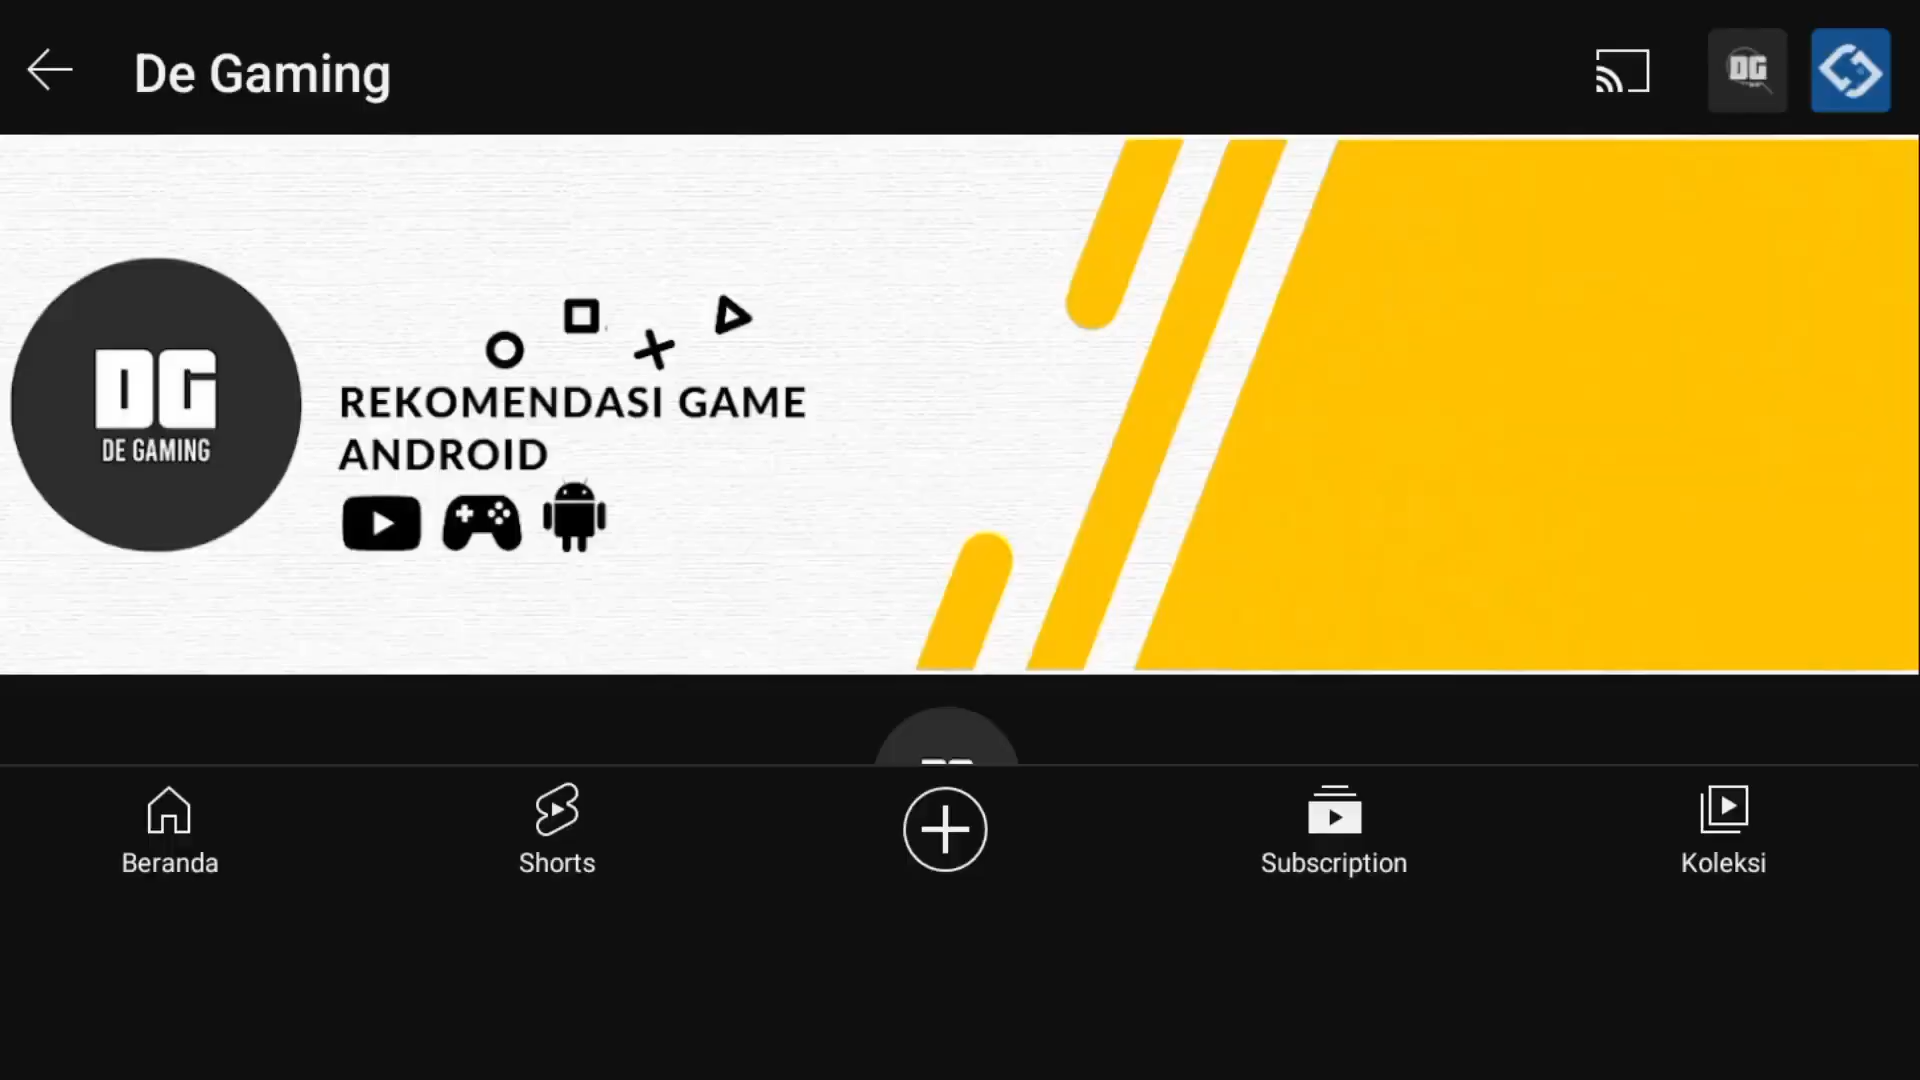 De Gaming
DG
DG
DE GAMING
REKOMENDASI GAME
ANDROID
Beranda
Shorts
Subscription
Koleksi